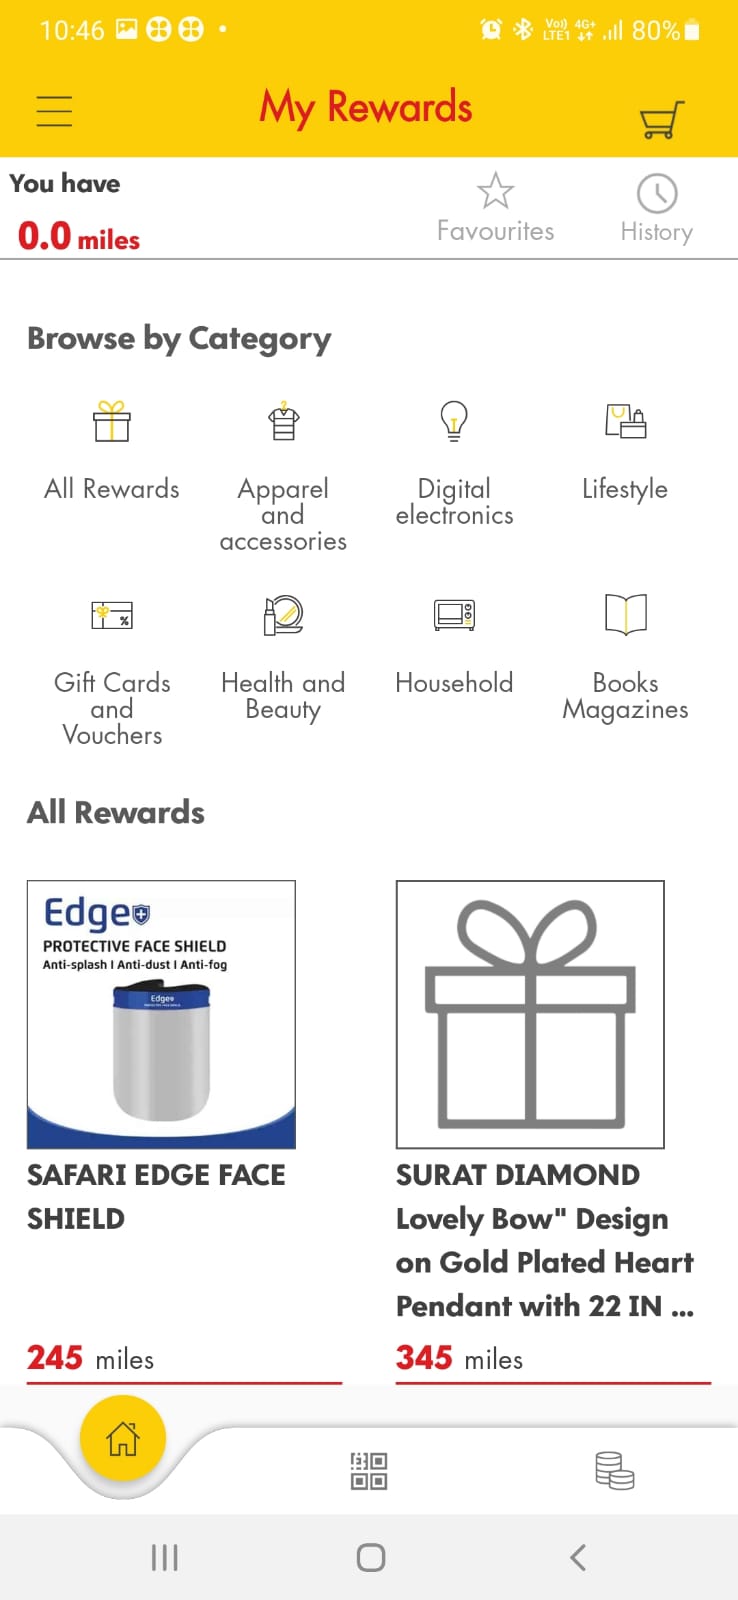 10:46
Vo)) 4G+
LTE1
80%
My Rewards
You have
0.0 miles
Favourites
History
Browse by Category
All Rewards
Apparel
and
accessories
Digital
electronics
Lifestyle
%
Gift Cards
and
Vouchers
Health and
Beauty
Household
Books
Magazines
All Rewards
Edge
PROTECTIVE FACE SHIELD
Anti-splash I Anti-dust I Anti-fog
Edge
SAFARI EDGE FACE
SHIELD
245 miles
SURAT DIAMOND
Lovely Bow" Design
on Gold Plated Heart
Pendant with 22 IN ...
345 miles